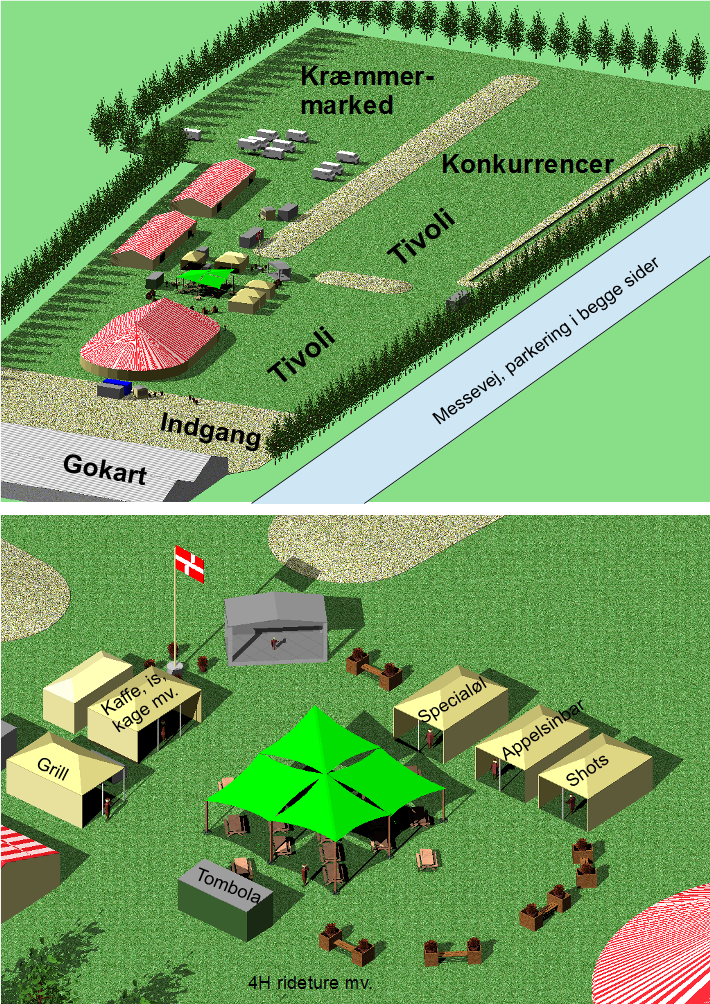 Kræmmer-
marked
Konkurrencer
Tivoli
Tivoli
Messevej, parkering i begge sider
Indgang
Gokart
Kaffe, is,
kage mv.
Specialøl
Appelsinbar
Shots
Grill
Tombola
4H rideture mv.